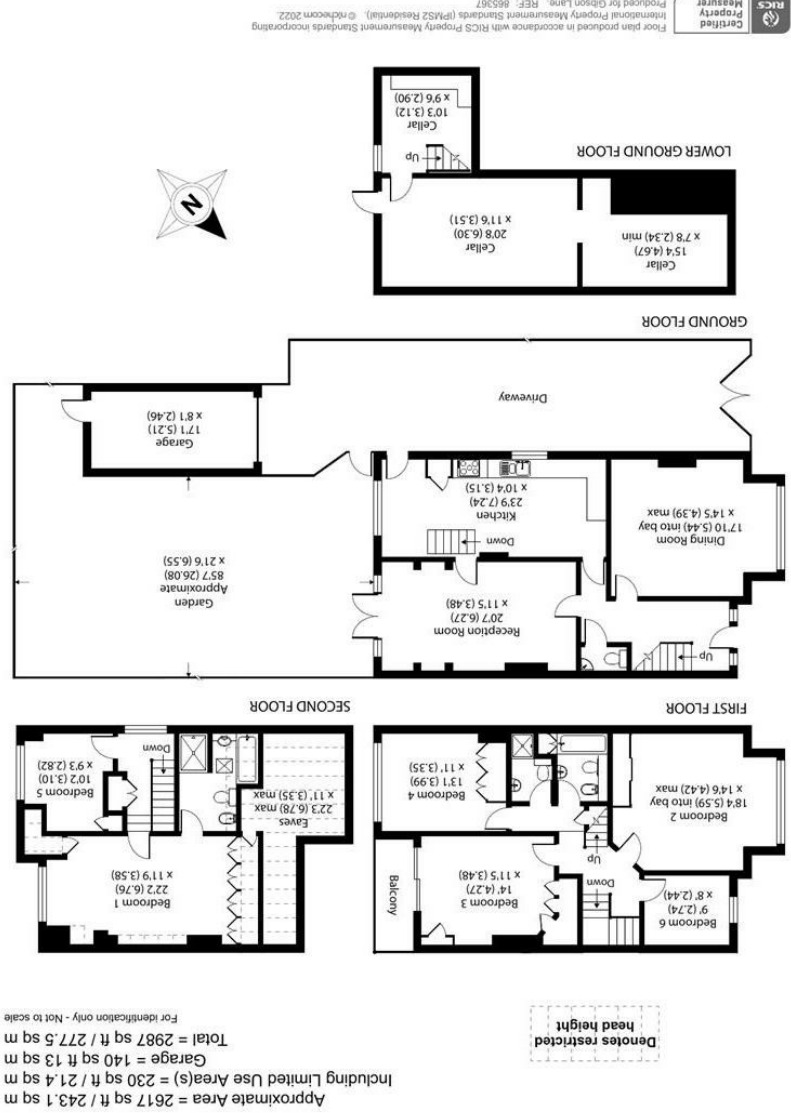 Approximate Area = 2617 sq ft / 243.1 sq m
Including Limited Use Area(s) = 230 sq ft / 21.4 sq m
Garage = 140 sq ft 13 sq m
Total = 2987 sq ft / 277.5 sq m
For identification only - Not to scale
Denotes restricted
head height
Bedroom 6
9' (2.74)
x 8' (2.44)
Down
Up
Bedroom 3
14' (4.27)
x 11'5 (3.48)
Balcony
Bedroom 2
18'4 (5.59) into bay
x 14'6 (4.42) max
Bedroom 4
13'1 (3.99)
x 11' (3.35)
FIRST FLOOR
Bedroom 1
22'2 (6.76)
x 11'9 (3.58)
Eaves
22'3 (6.78) max
x 11' (3.35) max
Down
Bedroom 5
10'2 (3.10)
x 9'3 (2.82)
SECOND FLOOR
Up
Reception Room
20'7 (6.27)
x 11'5 (3.48)
Garden
Approximate
85'7 (26.08)
x 21'6 (6.55)
Dining Room
17'10 (5.44) into bay
x 14'5 (4.39) max
Down
Kitchen
23'9 (7.24)
x 10'4 (3.15)
Garage
17'1 (5.21)
x 8'1 (2.46)
Driveway
GROUND FLOOR
Cellar
15'4 (4.67)
x 7'8 (2.34) min
Cellar
20'8 (6.30)
x 11'6 (3.51)
N
Up
Cellar
10'3 (3.12)
x 9'6 (2.90)
LOWER GROUND FLOOR
RICS
Certified
Property
Measurer
Floor plan produced in accordance with RICS Property Measurement Standards incorporating
International Property Measurement Standards (IPMS2 Residential). © nichecom 2022.
Produced for Gibson Lane. REF: 865367